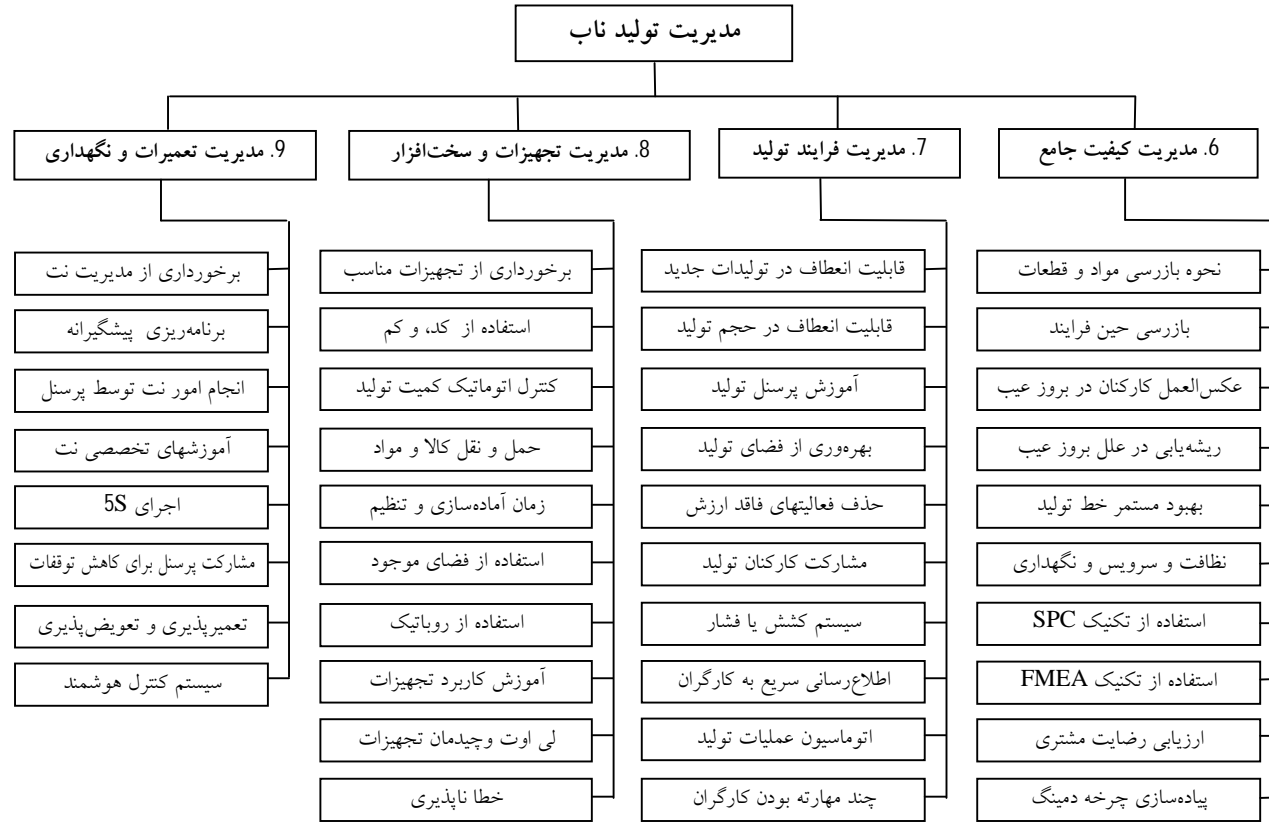 مدیریت تولید ناب
6. مدیریت کیفیت جامع
7. مدیریت فرایند تولید
8. مدیریت تجهیزات و سخت‌افزار
9. مدیریت تعمیرات و نگهداری
نحوه بازرسی مواد و قطعات
بازرسی حین فرایند
عکس‌العمل کارکنان در بروز عیب
ریشه‌یابی در علل بروز عیب
بهبود مستمر خط تولید
نظافت و سرویس و نگهداری
استفاده از تکنیک SPC
استفاده از تکنیک FMEA
ارزیابی رضایت مشتری
پیاده‌سازی چرخه دمینگ
قابلیت انعطاف در تولیدات جدید
قابلیت انعطاف در حجم تولید
آموزش پرسنل تولید
بهره‌وری از فضای تولید
حذف فعالیتهای فاقد ارزش
مشارکت کارکنان تولید
سیستم کشش یا فشار
اطلاع‌رسانی سریع به کارگران
اتوماسیون عملیات تولید
چند مهارته بودن کارگران
برخورداری از تجهیزات مناسب
استفاده از کد، و کم
کنترل اتوماتیک کمیت تولید
حمل و نقل کالا و مواد
زمان آماده‌سازی و تنظیم
استفاده از فضای موجود
استفاده از روباتیک
آموزش کاربرد تجهیزات
لی اوت وچیدمان تجهیزات
خطا ناپذیری
برخورداری از مدیریت نت
برنامه‌ریزی پیشگیرانه
انجام امور نت توسط پرسنل
آموزشهای تخصصی نت
اجرای 5S
مشارکت پرسنل برای کاهش توقفات
تعمیرپذیری و تعویض‌پذیری
سیستم کنترل هوشمند